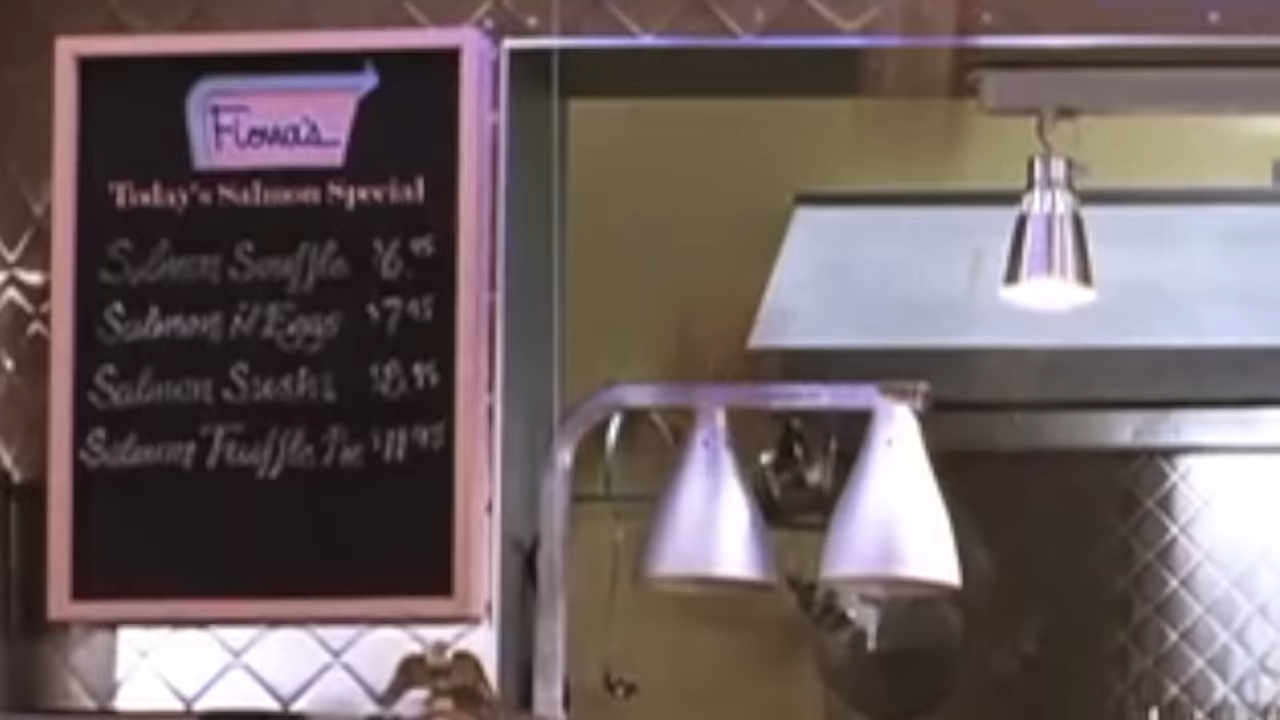 Fiona's
Today's Salmon Special
Salmon Souffle $6.95
Salmon N' Eggs $7.95
Salmon Sushi $8.95
Salmon Truffle Pie $11.95